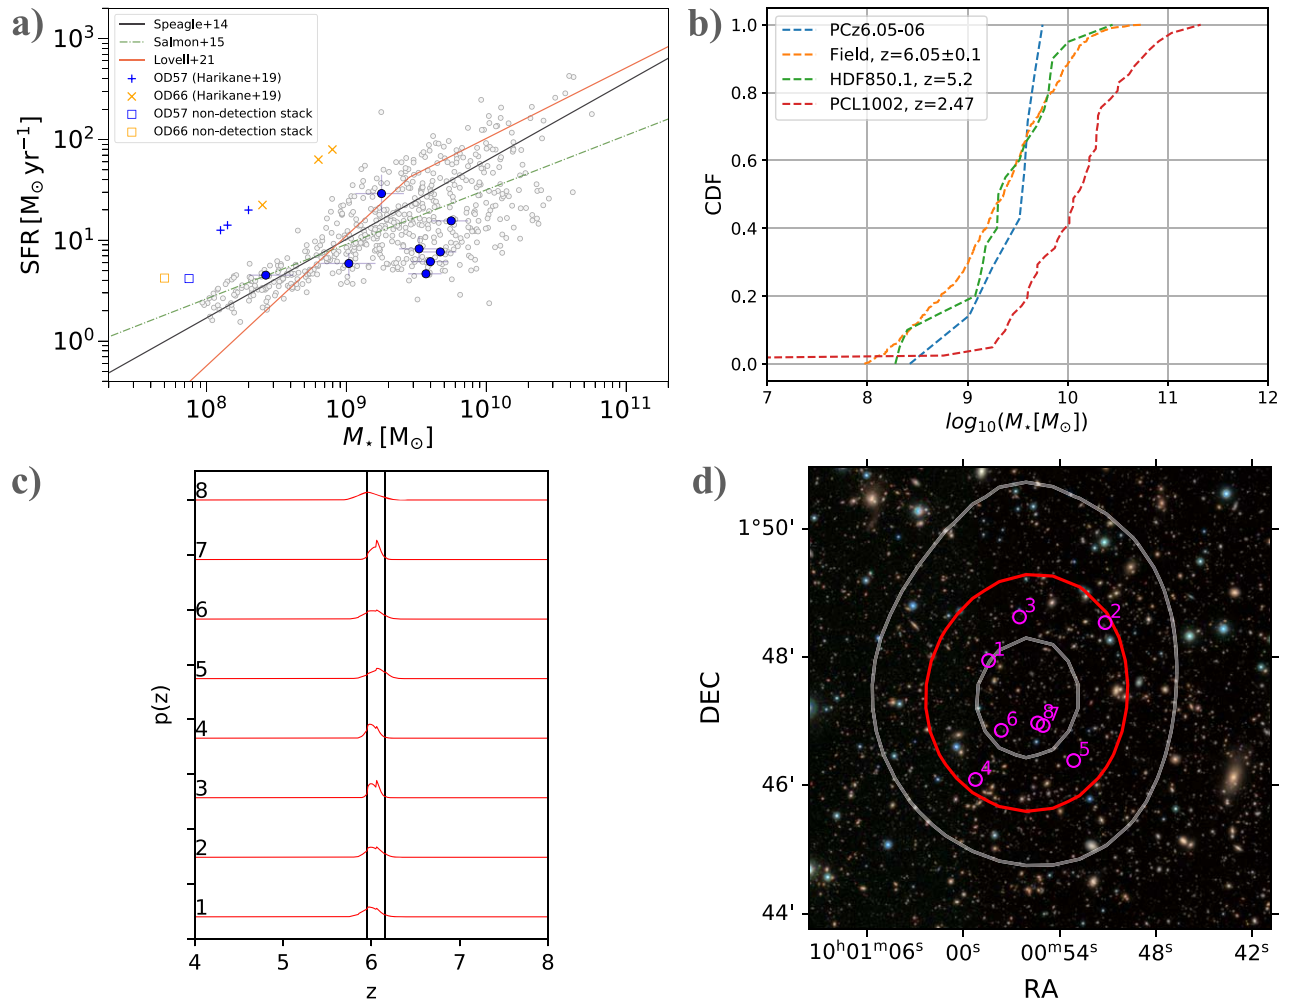 a)
Speagle+14
Salmon+15
Lovell+21
OD57 (Harikane+19)
OD66 (Harikane+19)
OD57 non-detection stack
OD66 non-detection stack
SFR [M⊙ yr⁻¹]
10³
10²
10¹
10⁰
10⁸
10⁹
10¹⁰
10¹¹
M⋆ [M⊙]
b)
PCz6.05-06
Field, z=6.05±0.1
HDF850.1, z=5.2
PCL1002, z=2.47
CDF
1.0
0.8
0.6
0.4
0.2
0.0
7
8
9
10
11
12
log₁₀(M⋆[M⊙])
c)
p(z)
8
7
6
5
4
3
2
1
4
5
6
7
8
z
d)
DEC
1°50'
48'
46'
44'
3
2
1
6
8
7
5
4
10ʰ01ᵐ06ˢ
00ˢ
00ᵐ54ˢ
48ˢ
42ˢ
RA